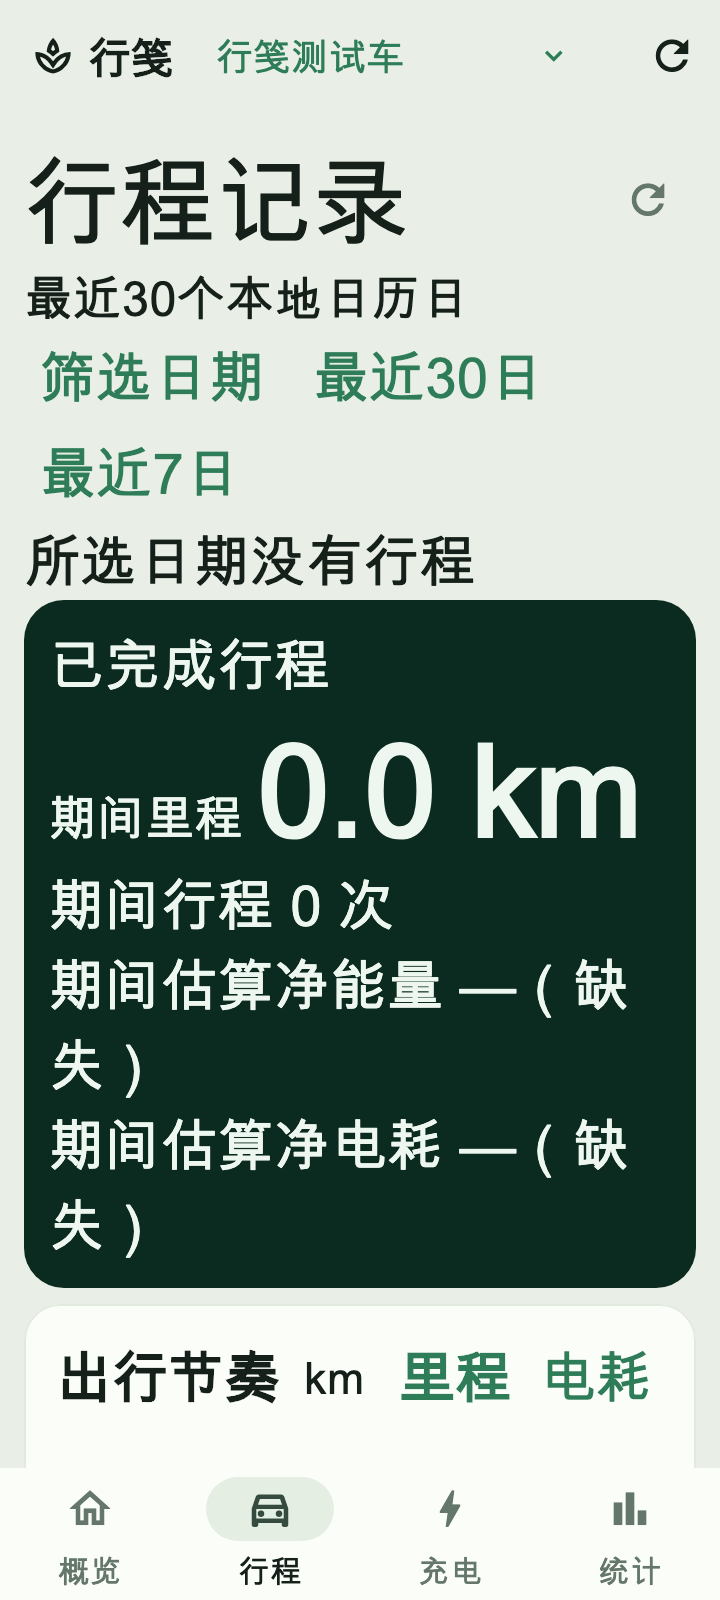 行笺 行笺测试车
行程记录
最近30个本地日历日
筛选日期 最近30日
最近7日
所选日期没有行程
已完成行程
期间里程 0.0 km
期间行程 0 次
期间估算净能量 —（缺
失）
期间估算净电耗 —（缺
失）
出行节奏 km 里程 电耗
概览 行程 充电 统计